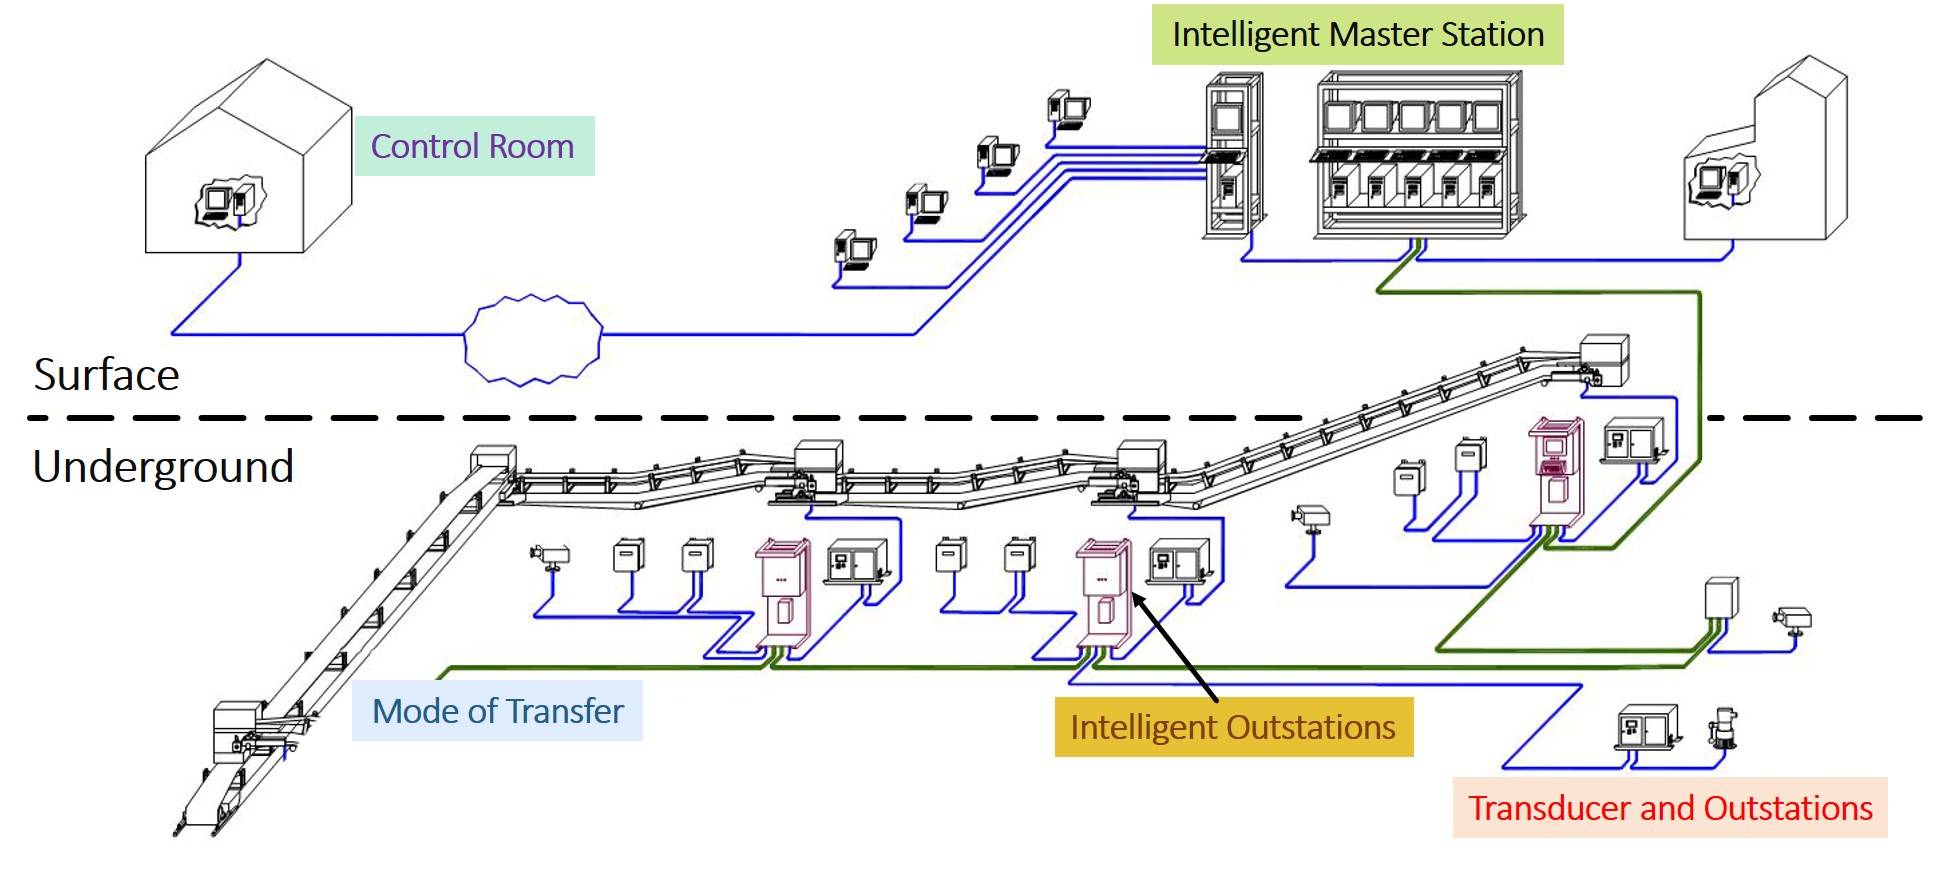 Intelligent Master Station
Control Room
Surface
Underground
Mode of Transfer
Intelligent Outstations
Transducer and Outstations